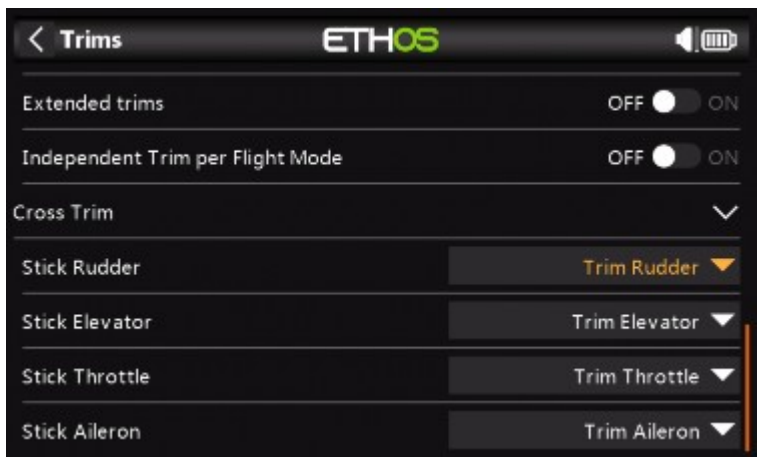 Trims ETHOS
Extended trims OFF ON
Independent Trim per Flight Mode OFF ON
Cross Trim
Stick Rudder Trim Rudder
Stick Elevator Trim Elevator
Stick Throttle Trim Throttle
Stick Aileron Trim Aileron